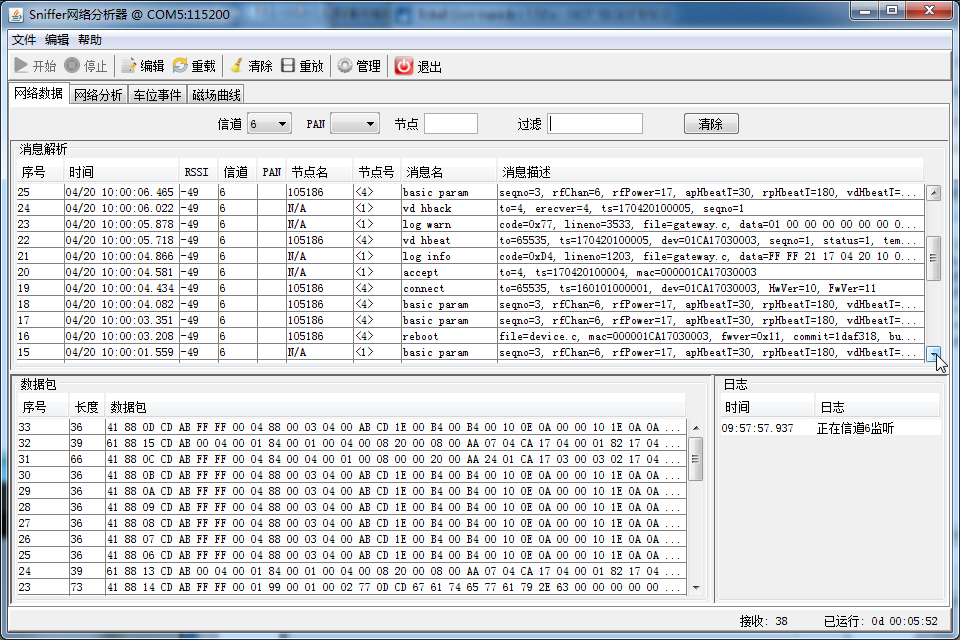 Sniffer网络分析器 @ COM5:115200
文件 编辑 帮助
开始 停止 编辑 重载 清除 重放 管理 退出
网络数据 网络分析 车位事件 磁场曲线
信道 6 PAN 节点 过滤 清除
消息解析
序号 时间 RSSI 信道 PAN 节点名 节点号 消息名 消息描述
25 04/20 10:00:06.465 -49 6 105186 <4> basic param seqno=3, rfChan=6, rfPower=17, apHbeatT=30, rpHbeatT=180, vdHbeatT=...
24 04/20 10:00:06.022 -49 6 N/A <1> vd hback to=4, erecver=4, ts=170420100005, seqno=1
23 04/20 10:00:05.878 -49 6 N/A <1> log warn code=0x77, lineno=3533, file=gateway.c, data=01 00 00 00 00 00 00 0...
22 04/20 10:00:05.718 -49 6 105186 <4> vd hbeat to=65535, ts=170420100005, dev=01CA17030003, seqno=1, status=1, tem...
21 04/20 10:00:04.866 -49 6 N/A <1> log info code=0xD4, lineno=1203, file=gateway.c, data=FF FF 21 17 04 20 10 0...
20 04/20 10:00:04.581 -49 6 N/A <1> accept to=4, ts=170420100004, mac=000001CA17030003
19 04/20 10:00:04.434 -49 6 105186 <4> connect to=65535, ts=160101000001, dev=01CA17030003, HwVer=10, FwVer=11
18 04/20 10:00:04.082 -49 6 105186 <4> basic param seqno=3, rfChan=6, rfPower=17, apHbeatT=30, rpHbeatT=180, vdHbeatT=...
17 04/20 10:00:03.351 -49 6 105186 <4> basic param seqno=3, rfChan=6, rfPower=17, apHbeatT=30, rpHbeatT=180, vdHbeatT=...
16 04/20 10:00:03.208 -49 6 105186 <4> reboot file=device.c, mac=000001CA17030003, fwver=0x11, commit=1daf318, bu...
15 04/20 10:00:01.559 -49 6 N/A <1> basic param seqno=3, rfChan=6, rfPower=17, apHbeatT=30, rpHbeatT=180, vdHbeatT=...
数据包
序号 长度 数据包
33 36 41 88 0D CD AB FF FF 00 04 88 00 03 04 00 AB CD 1E 00 B4 00 B4 00 10 0E 0A 00 00 10 1E 0A 0A ...
32 39 61 88 15 CD AB 00 04 00 01 84 00 01 00 04 00 08 20 00 08 00 AA 07 04 CA 17 04 00 01 82 17 04 ...
31 66 41 88 0C CD AB FF FF 00 04 84 00 04 00 01 00 08 00 00 20 00 AA 24 01 CA 17 03 00 03 02 17 04 ...
30 36 41 88 0B CD AB FF FF 00 04 88 00 03 04 00 AB CD 1E 00 B4 00 B4 00 10 0E 0A 00 00 10 1E 0A 0A ...
29 36 41 88 0A CD AB FF FF 00 04 88 00 03 04 00 AB CD 1E 00 B4 00 B4 00 10 0E 0A 00 00 10 1E 0A 0A ...
28 36 41 88 09 CD AB FF FF 00 04 88 00 03 04 00 AB CD 1E 00 B4 00 B4 00 10 0E 0A 00 00 10 1E 0A 0A ...
27 36 41 88 08 CD AB FF FF 00 04 88 00 03 04 00 AB CD 1E 00 B4 00 B4 00 10 0E 0A 00 00 10 1E 0A 0A ...
26 36 41 88 07 CD AB FF FF 00 04 88 00 03 04 00 AB CD 1E 00 B4 00 B4 00 10 0E 0A 00 00 10 1E 0A 0A ...
25 36 41 88 06 CD AB FF FF 00 04 88 00 03 04 00 AB CD 1E 00 B4 00 B4 00 10 0E 0A 00 00 10 1E 0A 0A ...
24 39 61 88 13 CD AB 00 04 00 01 84 00 01 00 04 00 08 20 00 08 00 AA 07 04 CA 17 04 00 01 82 17 04 ...
23 73 41 88 14 CD AB FF FF 00 01 99 00 01 00 02 77 0D CD 67 61 74 65 77 61 79 2E 63 00 00 00 00 00 ...
日志
时间 日志
09:57:57.937 正在信道6监听
接收: 38 已运行: 0d 00:05:52